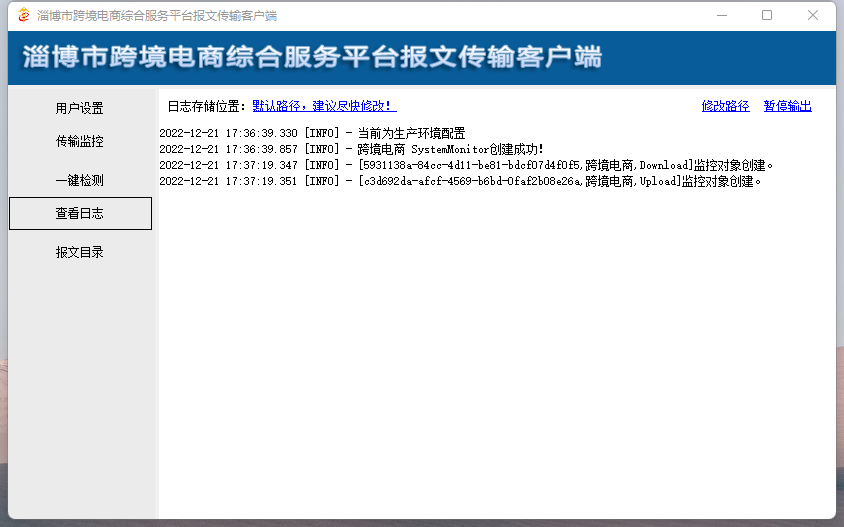 淄博市跨境电商综合服务平台报文传输客户端
淄博市跨境电商综合服务平台报文传输客户端
用户设置
传输监控
一键检测
查看日志
报文目录
日志存储位置：默认路径，建议尽快修改！ 修改路径 暂停输出
2022-12-21 17:36:39.330 [INFO] - 当前为生产环境配置
2022-12-21 17:36:39.857 [INFO] - 跨境电商 SystemMonitor创建成功!
2022-12-21 17:37:19.347 [INFO] - [5931138a-84cc-4d11-be81-bdcf07d4f0f5,跨境电商,Download]监控对象创建。
2022-12-21 17:37:19.351 [INFO] - [c3d692da-afcf-4569-b6bd-0faf2b08e26a,跨境电商,Upload]监控对象创建。